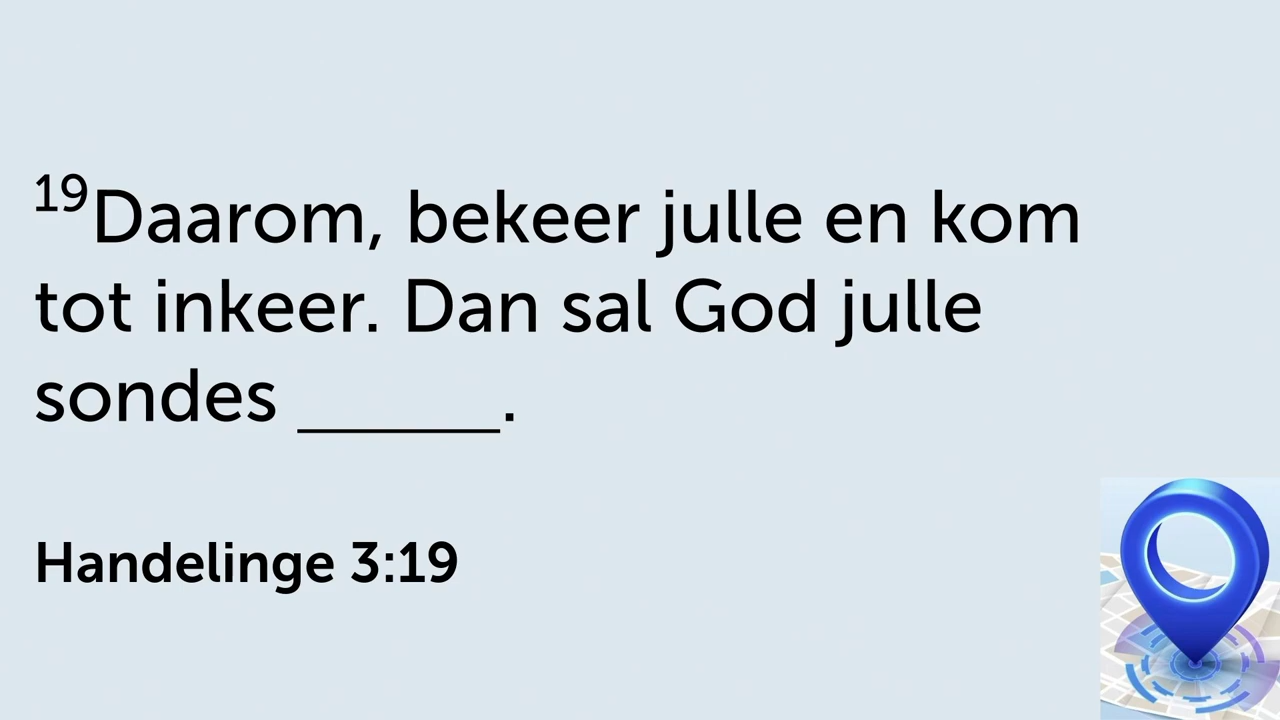 ¹⁹Daarom, bekeer julle en kom
tot inkeer. Dan sal God julle
sondes ______.
Handelinge 3:19